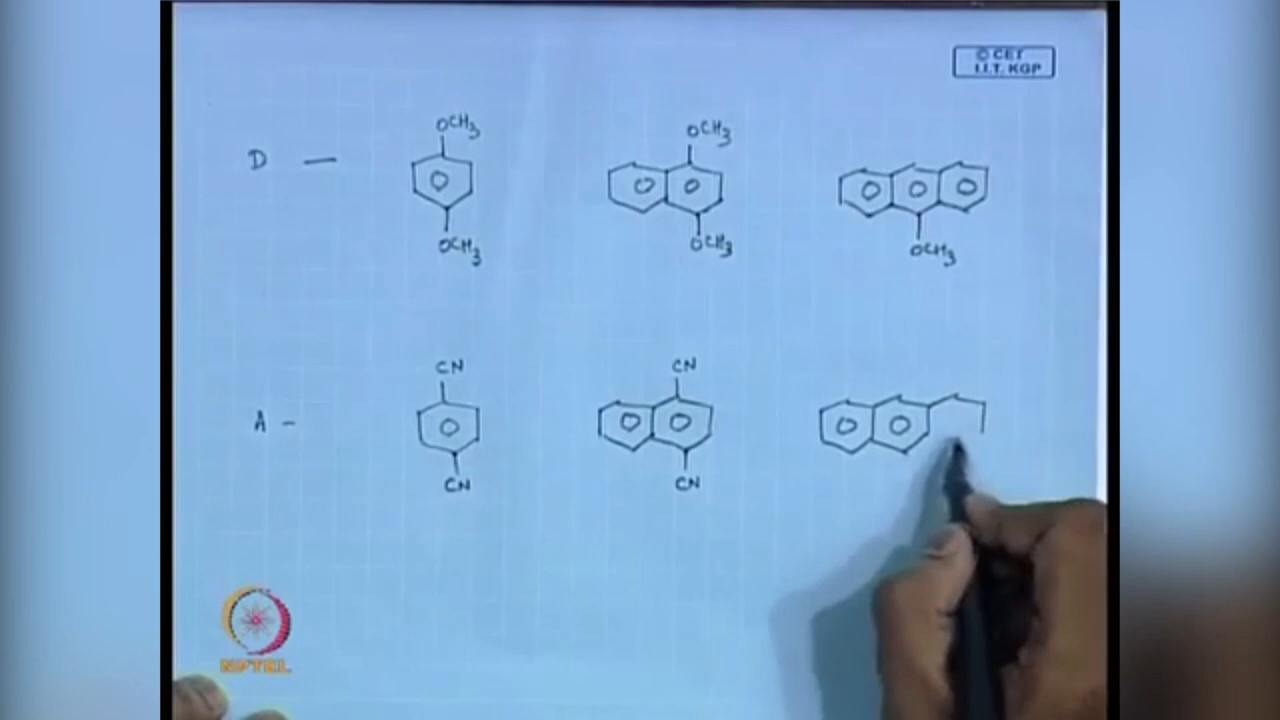 © CET
I.I.T. KGP
D — OCH3 OCH3
OCH3 OCH3 OCH3
A - CN CN
CN CN
NPTEL